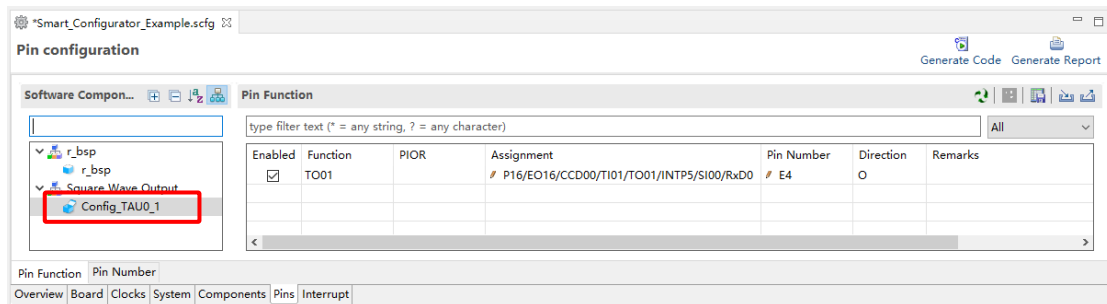 *Smart_Configurator_Example.scfg
Pin configuration
Generate Code Generate Report
Software Compon...
Pin Function
type filter text (* = any string, ? = any character)
All
r_bsp
r_bsp
Square Wave Output
Config_TAU0_1
Enabled Function PIOR Assignment Pin Number Direction Remarks
TO01 P16/EO16/CCD00/TI01/TO01/INTP5/SI00/RxD0 E4 O
Pin Function Pin Number
Overview Board Clocks System Components Pins Interrupt